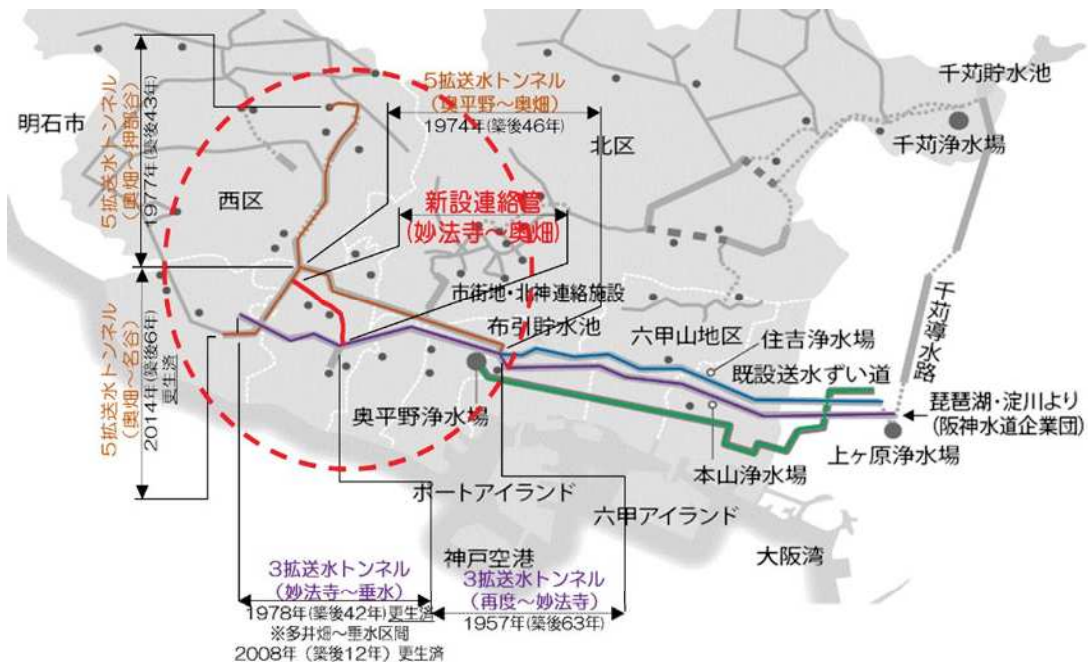 千苅貯水池
5拡送水トンネル
(奥平野～奥畑)
1974年(築後46年)
明石市
5拡送水トンネル
(奥畑～押部谷)
1977年(築後43年)
北区
千苅浄水場
西区
新設連絡管
(妙法寺～奥畑)
市街地・北神連絡施設
布引貯水池
六甲山地区
住吉浄水場
千苅導水路
既設送水ずい道
5拡送水トンネル
(奥畑～名谷)
2014年(築後6年)
更生済
奥平野浄水場
琵琶湖・淀川より
(阪神水道企業団)
上ヶ原浄水場
本山浄水場
ポートアイランド
六甲アイランド
神戸空港
大阪湾
3拡送水トンネル
(妙法寺～垂水)
1978年(築後42年)更生済
※多井畑～垂水区間
2008年（築後12年）更生済
3拡送水トンネル
(再度～妙法寺)
1957年(築後63年)